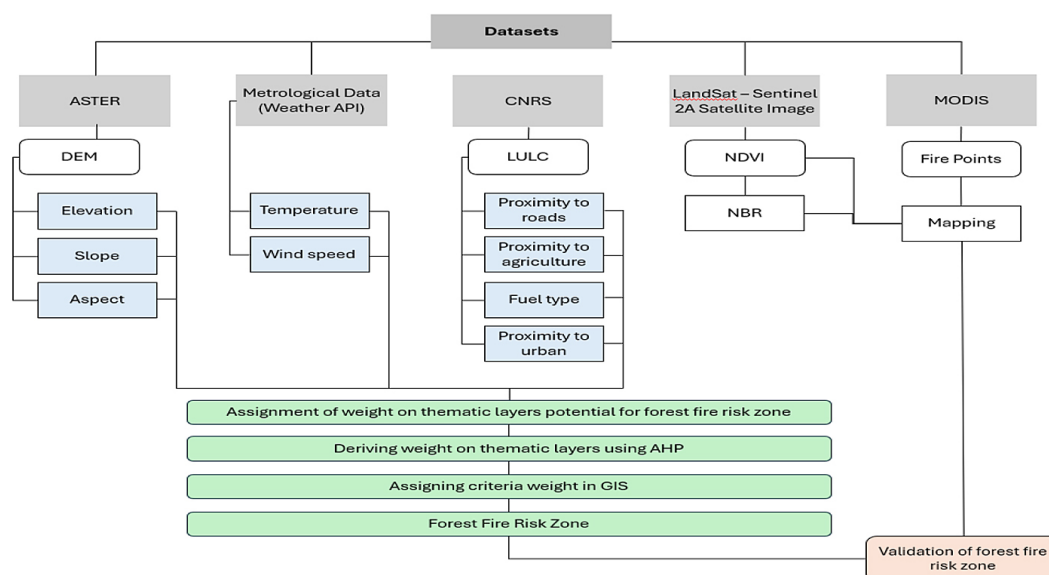 Datasets
ASTER
Metrological Data
(Weather API)
CNRS
LandSat – Sentinel
2A Satellite Image
MODIS
DEM
LULC
NDVI
Fire Points
Elevation
Temperature
Proximity to
roads
NBR
Mapping
Slope
Wind speed
Proximity to
agriculture
Aspect
Fuel type
Proximity to
urban
Assignment of weight on thematic layers potential for forest fire risk zone
Deriving weight on thematic layers using AHP
Assigning criteria weight in GIS
Forest Fire Risk Zone
Validation of forest fire
risk zone